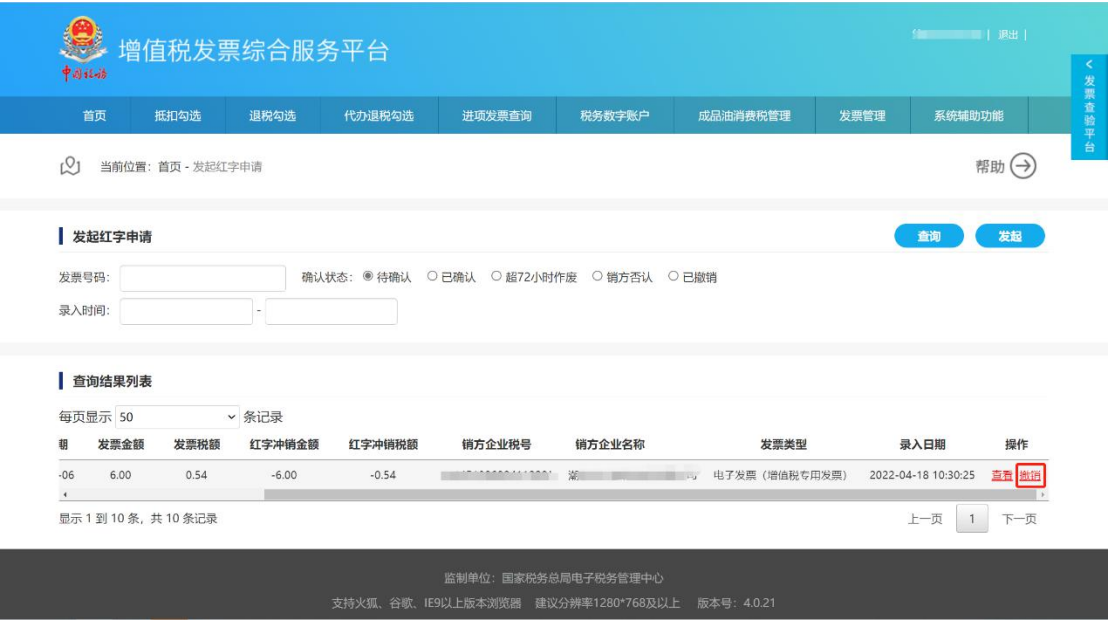 退出 |
中国税务
增值税发票综合服务平台
< 发票查验平台
首页 抵扣勾选 退税勾选 代办退税勾选 进项发票查询 税务数字账户 成品油消费税管理 发票管理 系统辅助功能
当前位置：首页 - 发起红字申请 帮助
发起红字申请 查询 发起
发票号码： 确认状态： 待确认 已确认 超72小时作废 销方否认 已撤销
录入时间： -
查询结果列表
每页显示 50 条记录
期 发票金额 发票税额 红字冲销金额 红字冲销税额 销方企业税号 销方企业名称 发票类型 录入日期 操作
-06 6.00 0.54 -6.00 -0.54 电子发票（增值税专用发票） 2022-04-18 10:30:25 查看 撤销
显示 1 到 10 条，共 10 条记录 上一页 1 下一页
监制单位：国家税务总局电子税务管理中心
支持火狐、谷歌、IE9以上版本浏览器 建议分辨率1280*768及以上 版本号：4.0.21